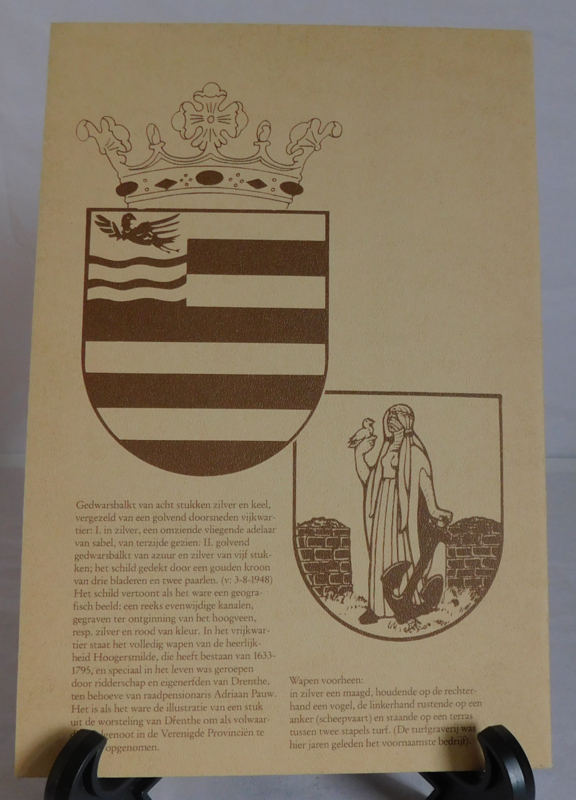 Gedwarsbalkt van acht stukken zilver en keel,
vergezeld van een golvend doorsneden vijkwar-
tier: I. in zilver, een omziende vliegende adelaar
van sabel, van terzijde gezien: II. golvend
gedwarsbalkt van azuur en zilver van vijf stuk-
ken; het schild gedekt door een gouden kroon
van drie bladeren en twee paarlen. (v: 3-8-1948)
Het schild vertoont als het ware een geogra-
fisch beeld: een reeks evenwijdige kanalen,
gegraven ter ontginning van het hoogveen,
resp. zilver en rood van kleur. In het vrijkwar-
tier staat het volledig wapen van de heerlijk-
heid Hoogersmilde, die heeft bestaan van 1633-
1795, en speciaal in het leven was geroepen
door ridderschap en eigenerfden van Drenthe,
ten behoeve van raadpensionaris Adriaan Pauw.
Het is als het ware de illustratie van een stuk
uit de worsteling van Drenthe om als volwaar-
genoot in de Verenigde Provinciën te
opgenomen.
Wapen voorheen:
in zilver een maagd, houdende op de rechter-
hand een vogel, de linkerhand rustende op een
anker (scheepvaart) en staande op een terras
tussen twee stapels turf. (De turfgraverij was
hier jaren geleden het voornaamste bedrijf).